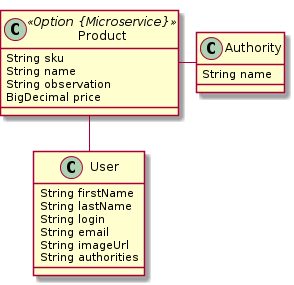 C «Option {Microservice}»
Product
String sku
String name
String observation
BigDecimal price
C Authority
String name
C User
String firstName
String lastName
String login
String email
String imageUrl
String authorities